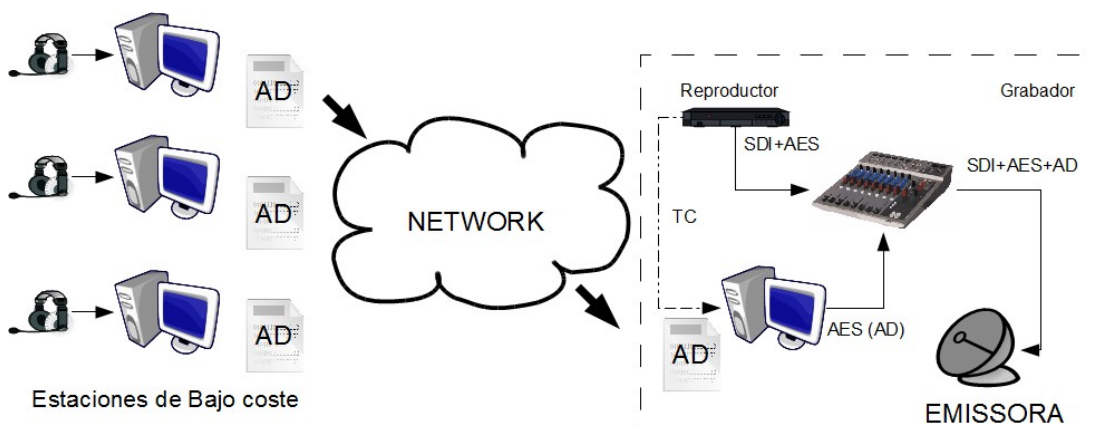 AD
AD
AD
Estaciones de Bajo coste
NETWORK
Reproductor
Grabador
SDI+AES
SDI+AES+AD
TC
AES (AD)
AD
EMISSORA